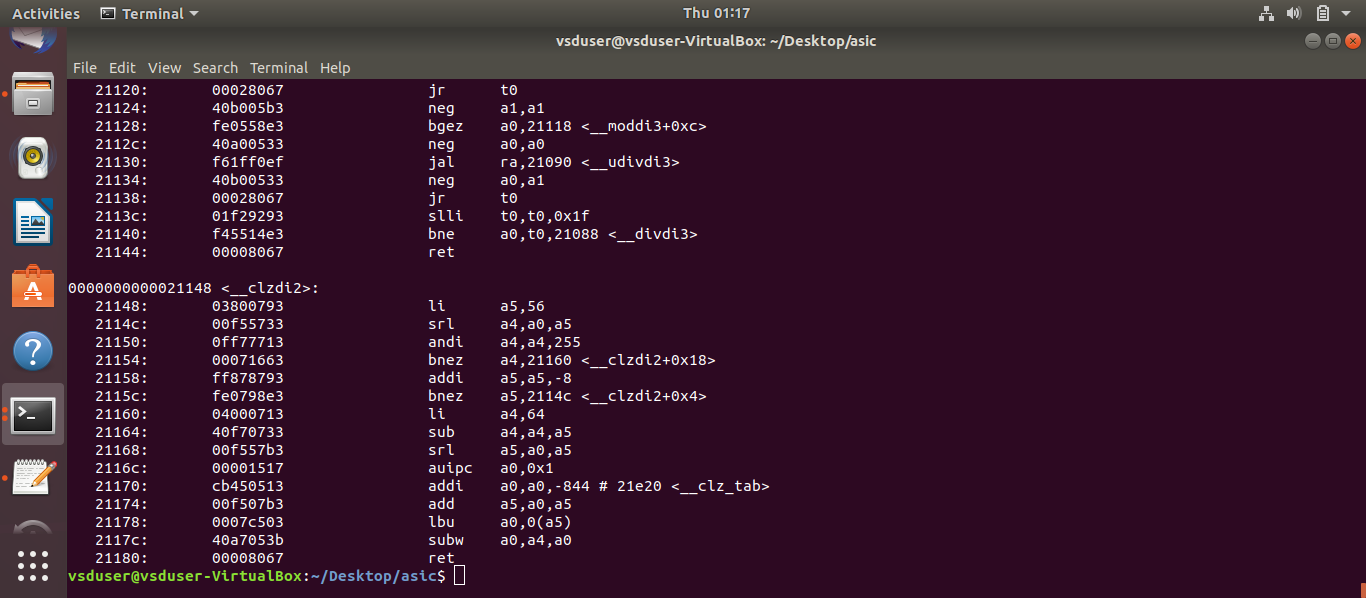 Activities Terminal Thu 01:17
vsduser@vsduser-VirtualBox: ~/Desktop/asic
File Edit View Search Terminal Help
21120: 00028067 jr t0
21124: 40b005b3 neg a1,a1
21128: fe0558e3 bgez a0,21118 <__moddi3+0xc>
2112c: 40a00533 neg a0,a0
21130: f61ff0ef jal ra,21090 <__udivdi3>
21134: 40b00533 neg a0,a1
21138: 00028067 jr t0
2113c: 01f29293 slli t0,t0,0x1f
21140: f45514e3 bne a0,t0,21088 <__divdi3>
21144: 00008067 ret
0000000000021148 <__clzdi2>:
21148: 03800793 li a5,56
2114c: 00f55733 srl a4,a0,a5
21150: 0ff77713 andi a4,a4,255
21154: 00071663 bnez a4,21160 <__clzdi2+0x18>
21158: ff878793 addi a5,a5,-8
2115c: fe0798e3 bnez a5,2114c <__clzdi2+0x4>
21160: 04000713 li a4,64
21164: 40f70733 sub a4,a4,a5
21168: 00f557b3 srl a5,a0,a5
2116c: 00001517 auipc a0,0x1
21170: cb450513 addi a0,a0,-844 # 21e20 <__clz_tab>
21174: 00f507b3 add a5,a0,a5
21178: 0007c503 lbu a0,0(a5)
2117c: 40a7053b subw a0,a4,a0
21180: 00008067 ret
vsduser@vsduser-VirtualBox:~/Desktop/asic$